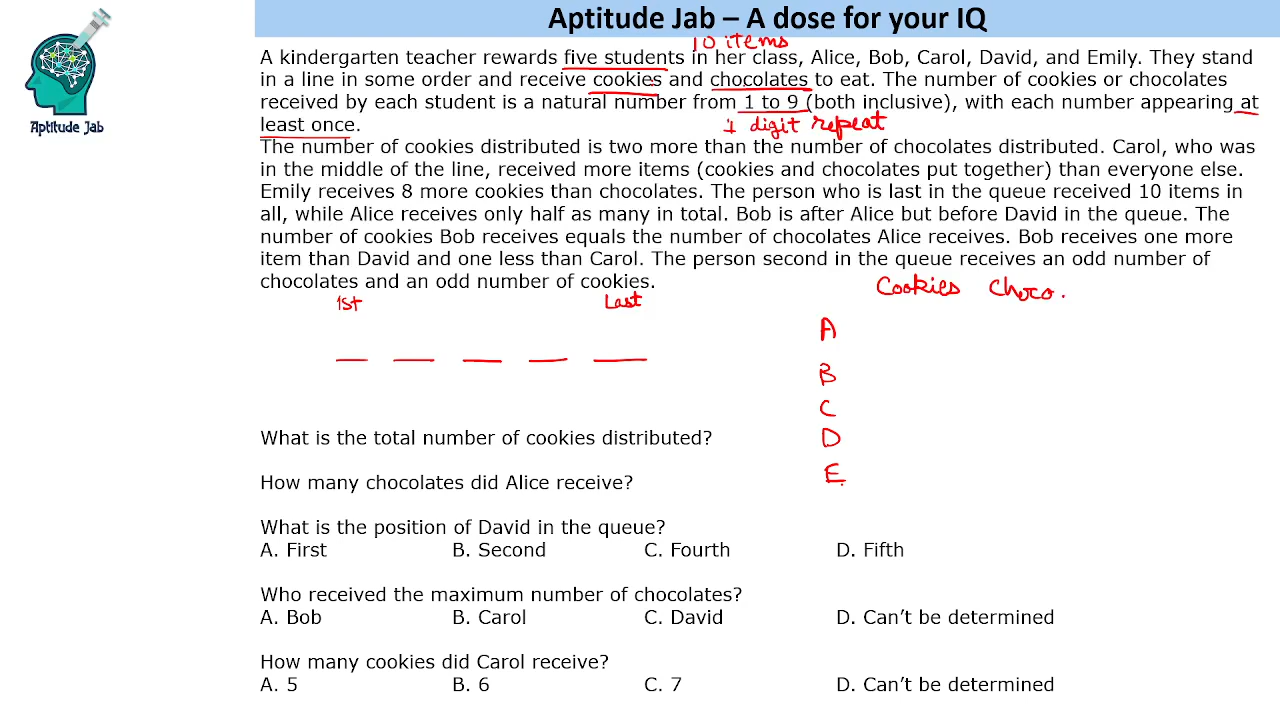 Aptitude Jab – A dose for your IQ
10 items
A kindergarten teacher rewards five students in her class, Alice, Bob, Carol, David, and Emily. They stand
in a line in some order and receive cookies and chocolates to eat. The number of cookies or chocolates
received by each student is a natural number from 1 to 9 (both inclusive), with each number appearing at
least once.
1 digit repeat
Aptitude Jab
The number of cookies distributed is two more than the number of chocolates distributed. Carol, who was
in the middle of the line, received more items (cookies and chocolates put together) than everyone else.
Emily receives 8 more cookies than chocolates. The person who is last in the queue received 10 items in
all, while Alice receives only half as many in total. Bob is after Alice but before David in the queue. The
number of cookies Bob receives equals the number of chocolates Alice receives. Bob receives one more
item than David and one less than Carol. The person second in the queue receives an odd number of
chocolates and an odd number of cookies.
Cookies Choco.
1st Last
A
B
C
D
E
What is the total number of cookies distributed?
How many chocolates did Alice receive?
What is the position of David in the queue?
A. First B. Second C. Fourth D. Fifth
Who received the maximum number of chocolates?
A. Bob B. Carol C. David D. Can't be determined
How many cookies did Carol receive?
A. 5 B. 6 C. 7 D. Can't be determined